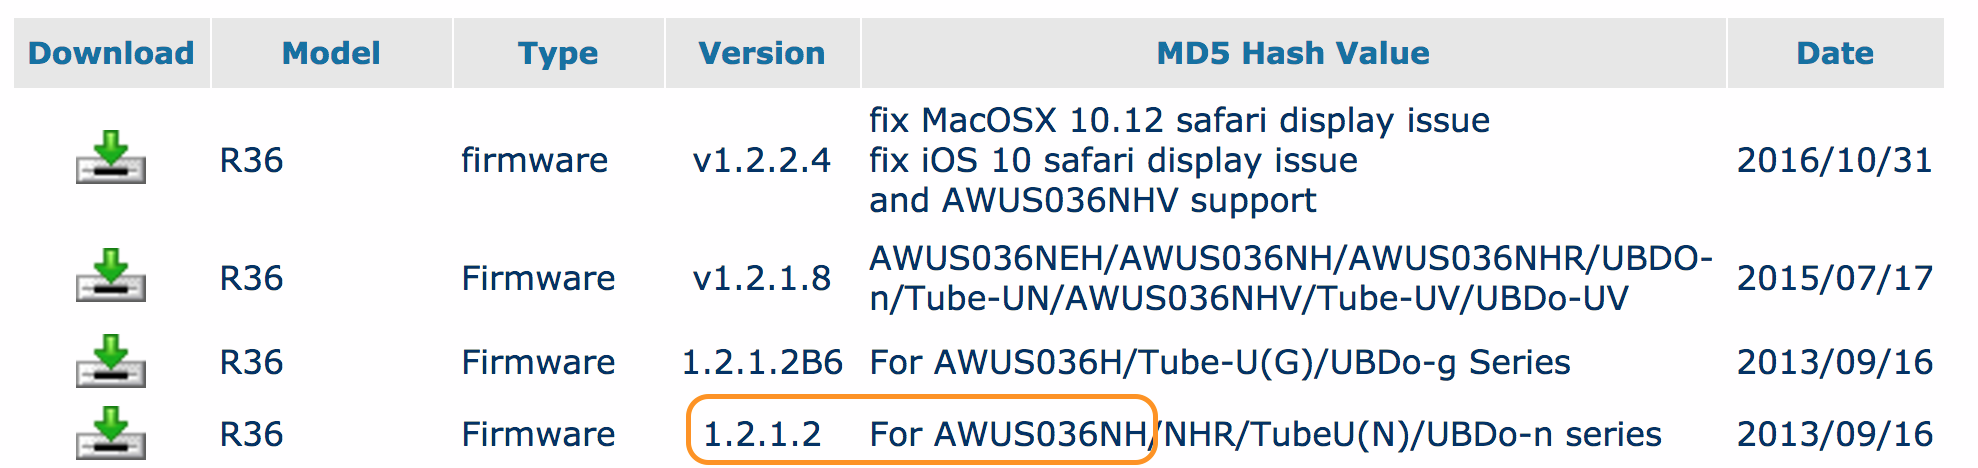 Download Model Type Version MD5 Hash Value Date
fix MacOSX 10.12 safari display issue
R36 firmware v1.2.2.4 fix iOS 10 safari display issue 2016/10/31
and AWUS036NHV support
AWUS036NEH/AWUS036NH/AWUS036NHR/UBDO-
R36 Firmware v1.2.1.8 n/Tube-UN/AWUS036NHV/Tube-UV/UBDo-UV 2015/07/17
R36 Firmware 1.2.1.2B6 For AWUS036H/Tube-U(G)/UBDo-g Series 2013/09/16
R36 Firmware 1.2.1.2 For AWUS036NH/NHR/TubeU(N)/UBDo-n series 2013/09/16